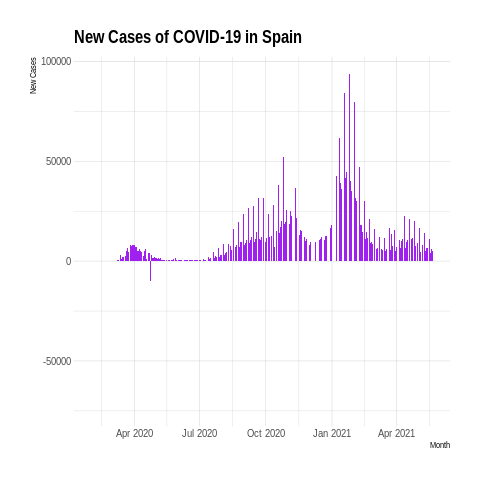 New Cases of COVID-19 in Spain
New Cases
100000
50000
0
-50000
Apr 2020 Jul 2020 Oct 2020 Jan 2021 Apr 2021
Month